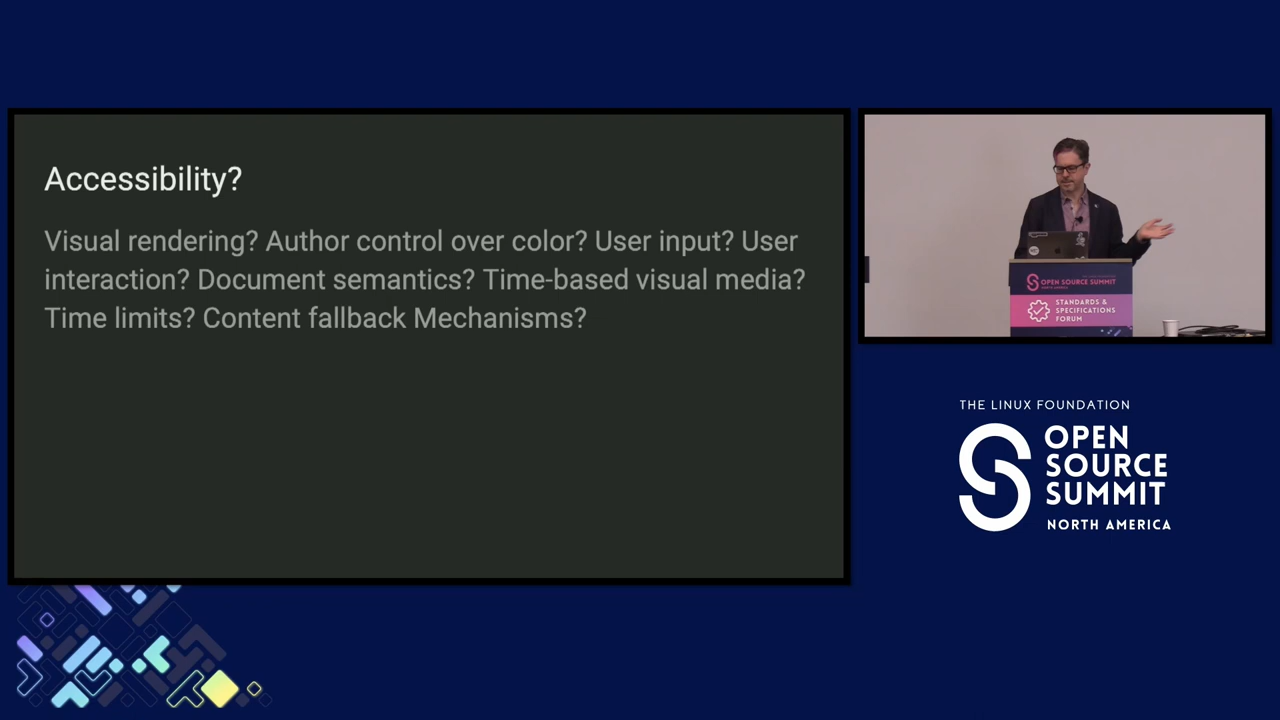 Accessibility?
Visual rendering? Author control over color? User input? User
interaction? Document semantics? Time-based visual media?
Time limits? Content fallback Mechanisms?
OPEN SOURCE SUMMIT
STANDARDS &
SPECIFICATIONS
FORUM
THE LINUX FOUNDATION
OPEN
SOURCE
SUMMIT
NORTH AMERICA